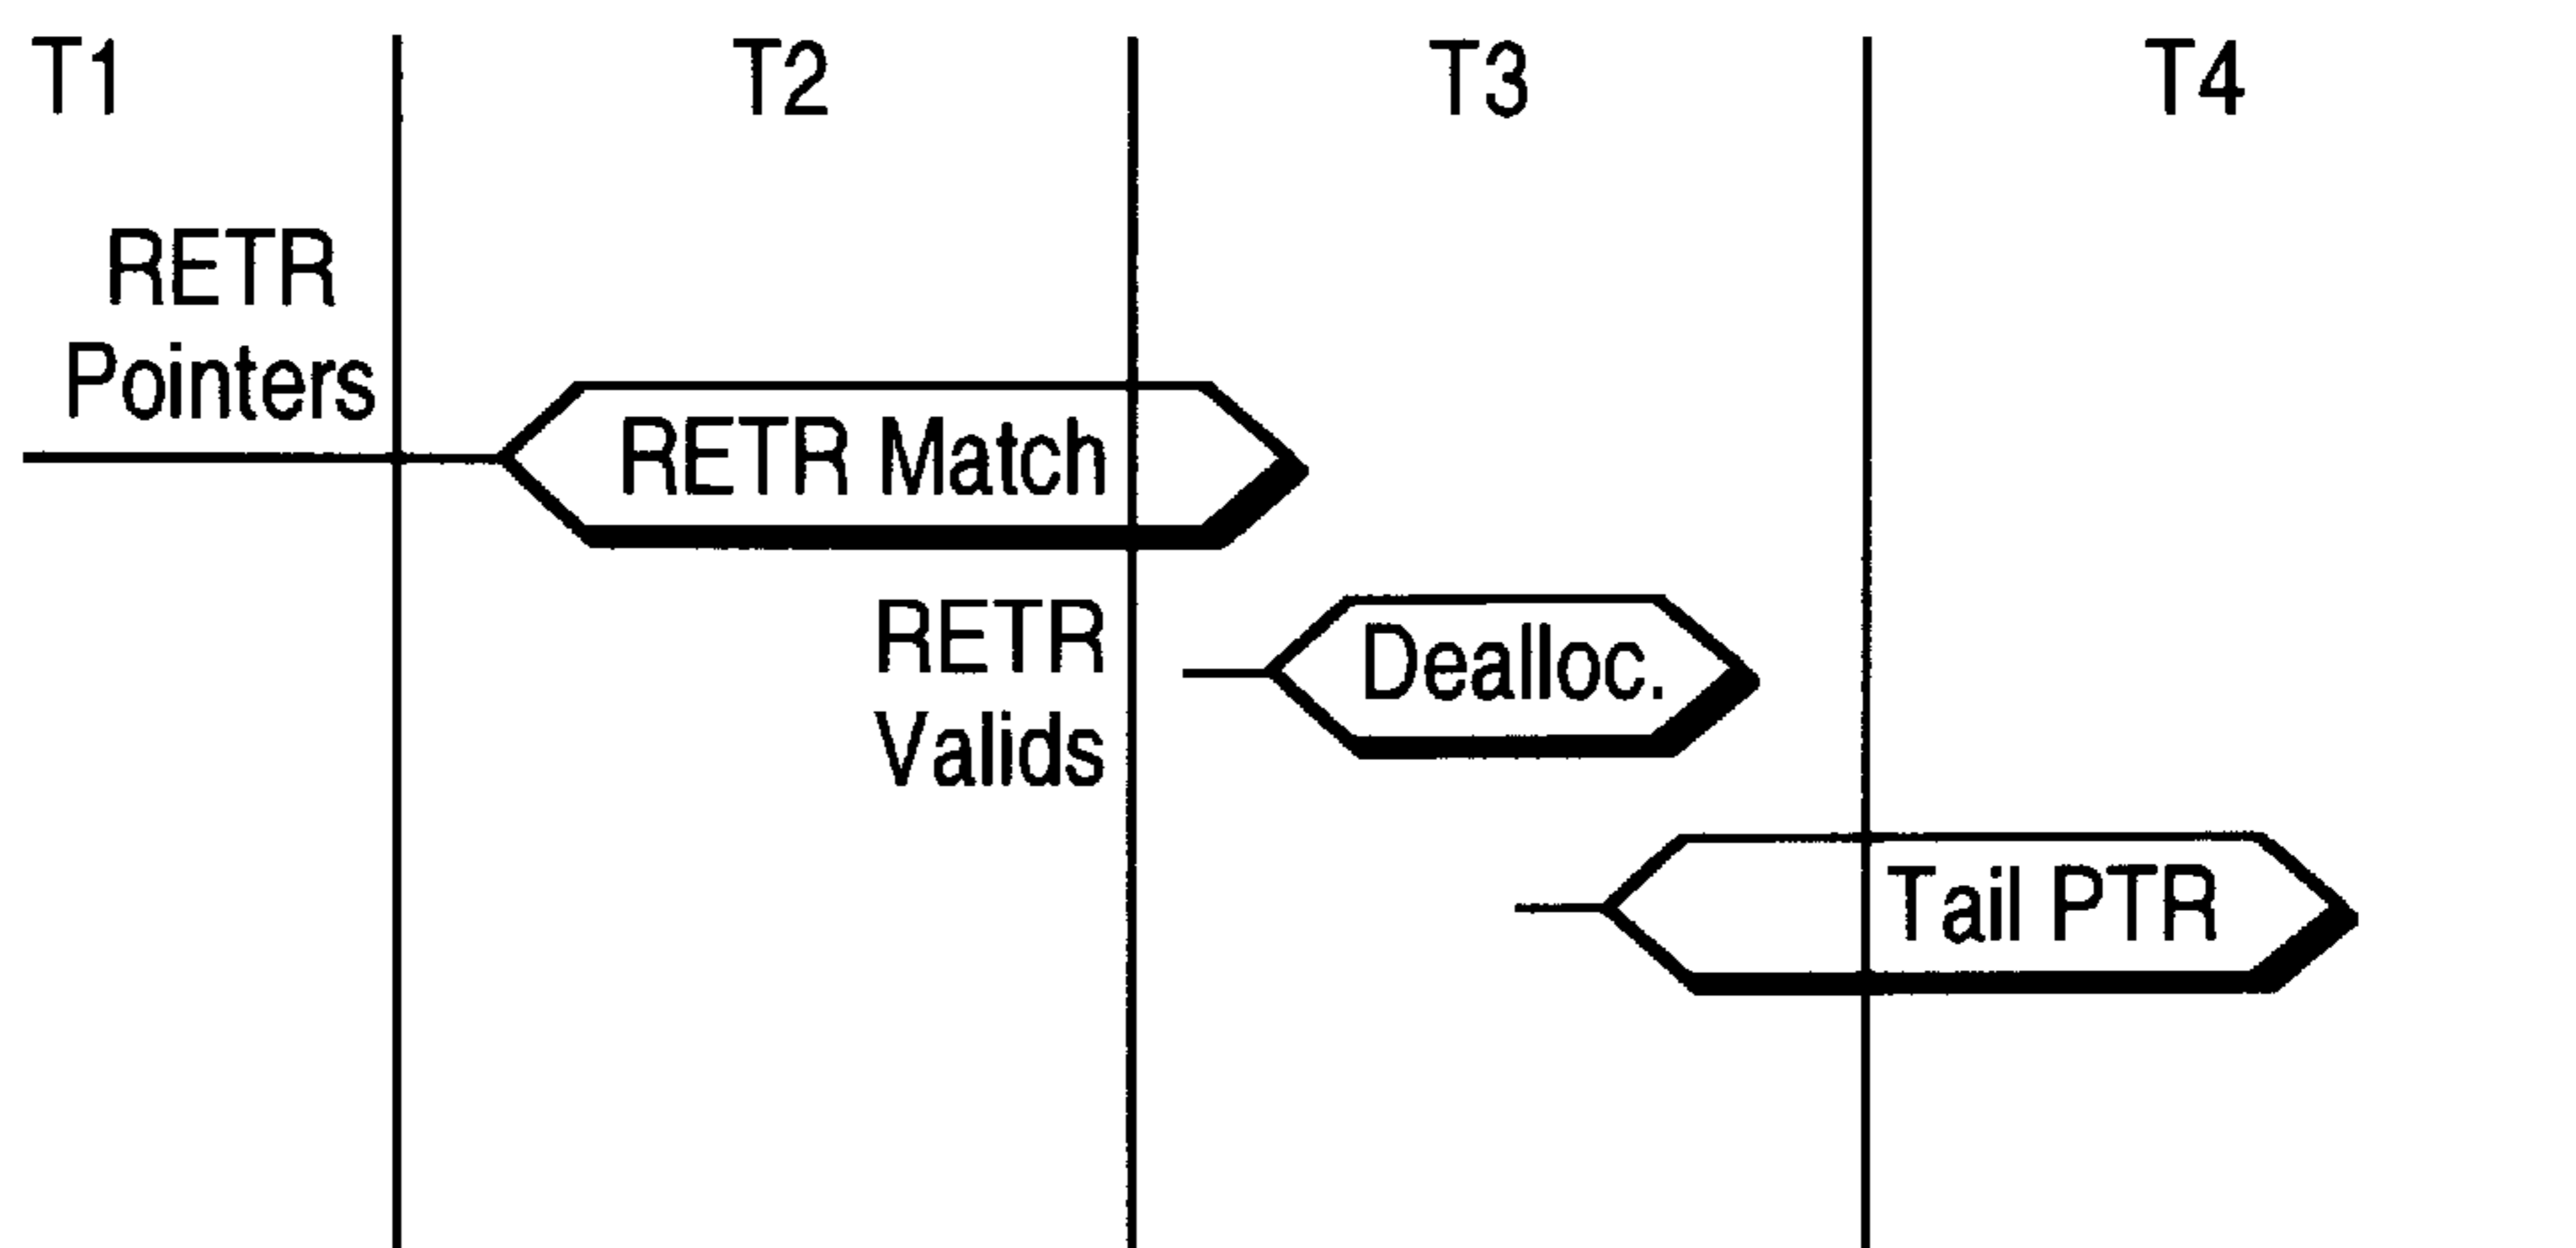 T1 T2 T3 T4
RETR
Pointers
RETR Match
RETR
Valids
Dealloc.
Tail PTR